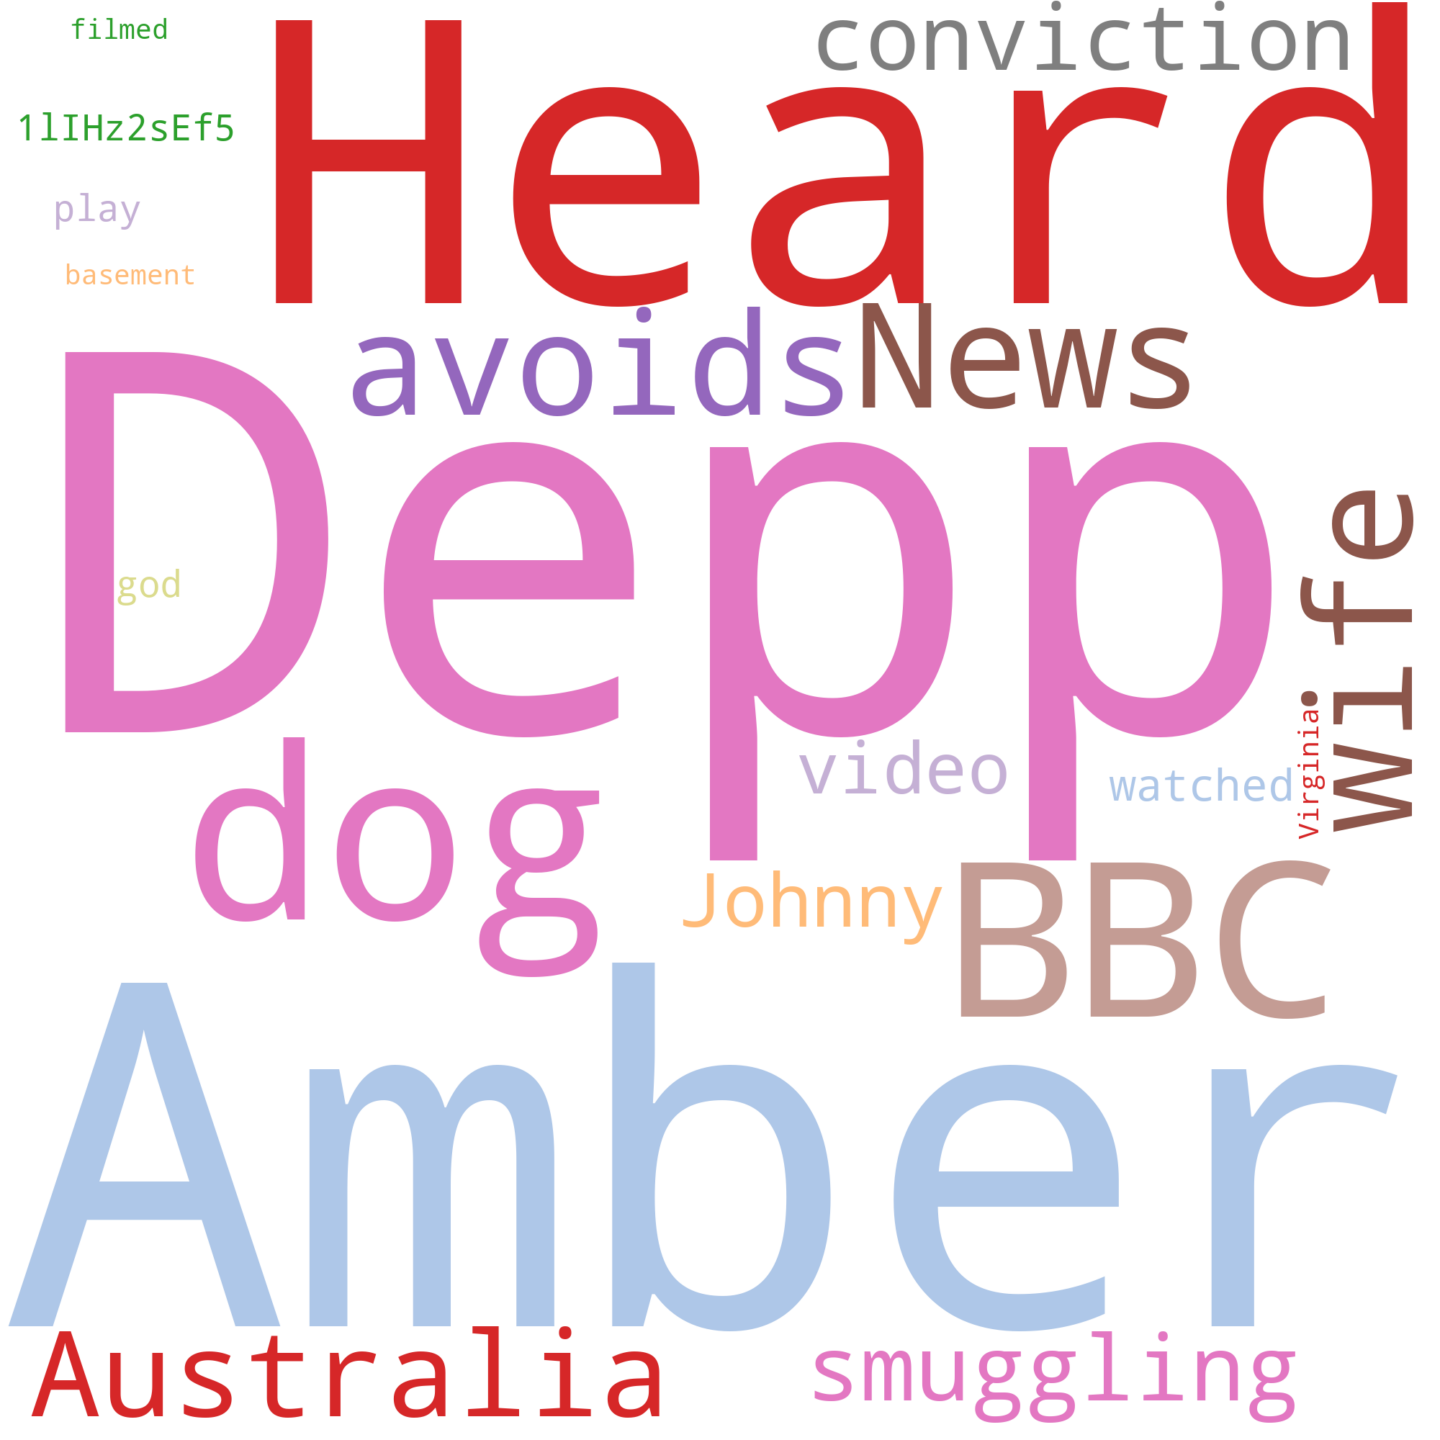 filmed
conviction
Heard
1lIHz2sEf5
play
basement
avoids
News
Depp
wife
god
Virginia
dog
video
watched
Johnny
BBC
Amber
Australia
smuggling